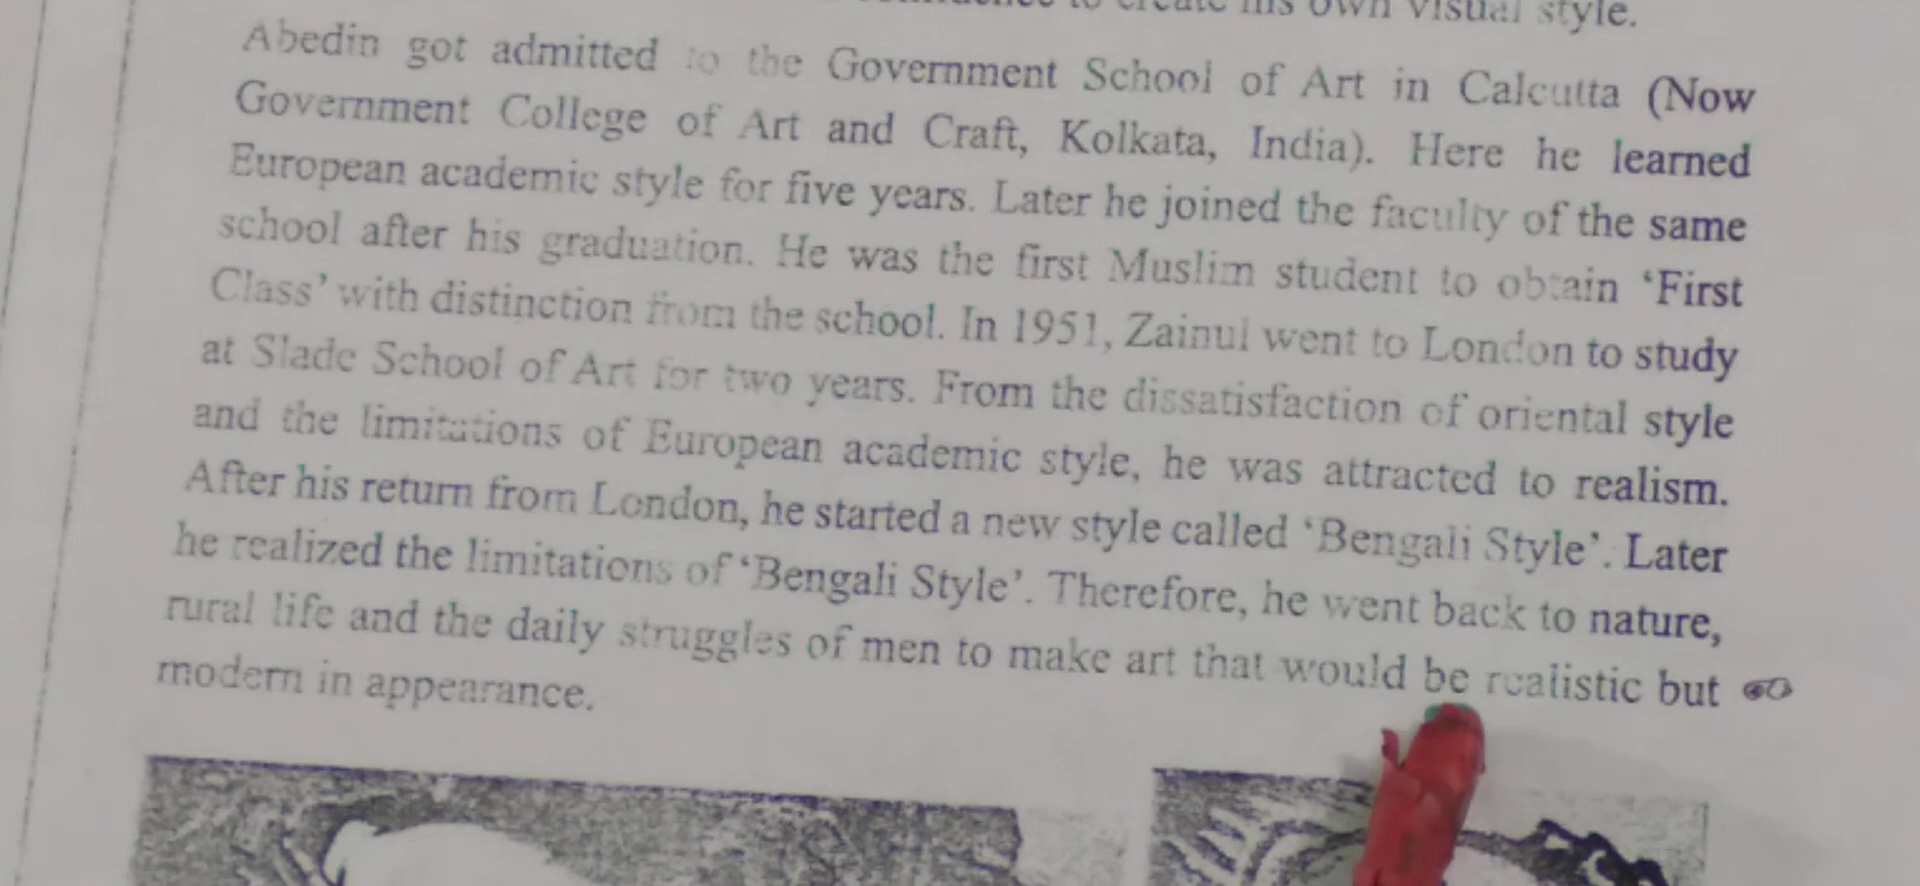 to create his own visual style.
Abedin got admitted to the Government School of Art in Calcutta (Now
Government College of Art and Craft, Kolkata, India). Here he learned
European academic style for five years. Later he joined the faculty of the same
school after his graduation. He was the first Muslim student to obtain ‘First
Class’ with distinction from the school. In 1951, Zainul went to London to study
at Slade School of Art for two years. From the dissatisfaction of oriental style
and the limitations of European academic style, he was attracted to realism.
After his return from London, he started a new style called ‘Bengali Style’. Later
he realized the limitations of ‘Bengali Style’. Therefore, he went back to nature,
rural life and the daily struggles of men to make art that would be realistic but
modern in appearance.